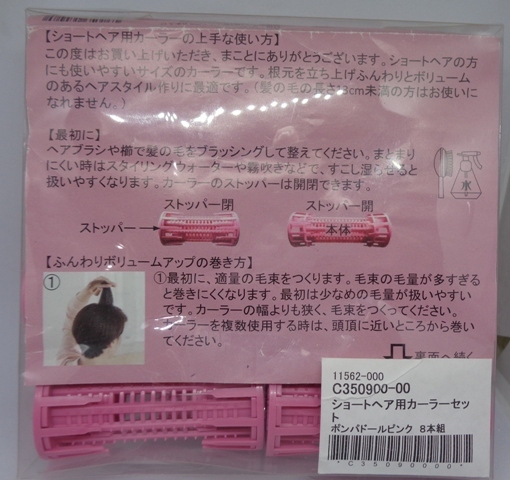 【ショートヘア用カーラーの上手な使い方】
この度はお買い上げいただき、まことにありがとうございます。ショートヘアの方
にも使いやすいサイズのカーラーです。根元を立ち上げふんわりとボリューム
のあるヘアスタイル作りに最適です。(髪の毛の長さ3cm未満の方はお使いに
なれません。)
【最初に】
ヘアブラシや櫛で髪の毛をブラッシングして整えてください。まとまり
にくい時はスタイリングウォーターや霧吹きなどで、すこし湿らせると
扱いやすくなります。カーラーのストッパーは開閉できます。
水
ストッパー閉 ストッパー開
ストッパー 本体
【ふんわりボリュームアップの巻き方】
① ①最初に、適量の毛束をつくります。毛束の毛量が多すぎる
と巻きにくくなります。最初は少なめの毛量が扱いやすい
です。カーラーの幅よりも狭く、毛束をつくってください。
カーラーを複数使用する時は、頭頂に近いところから巻い
てください。
裏面へ続く
11562-000
C350900-00
ショートヘア用カーラーセッ
ト
ポンパドールピンク 8本組
*C35090000*